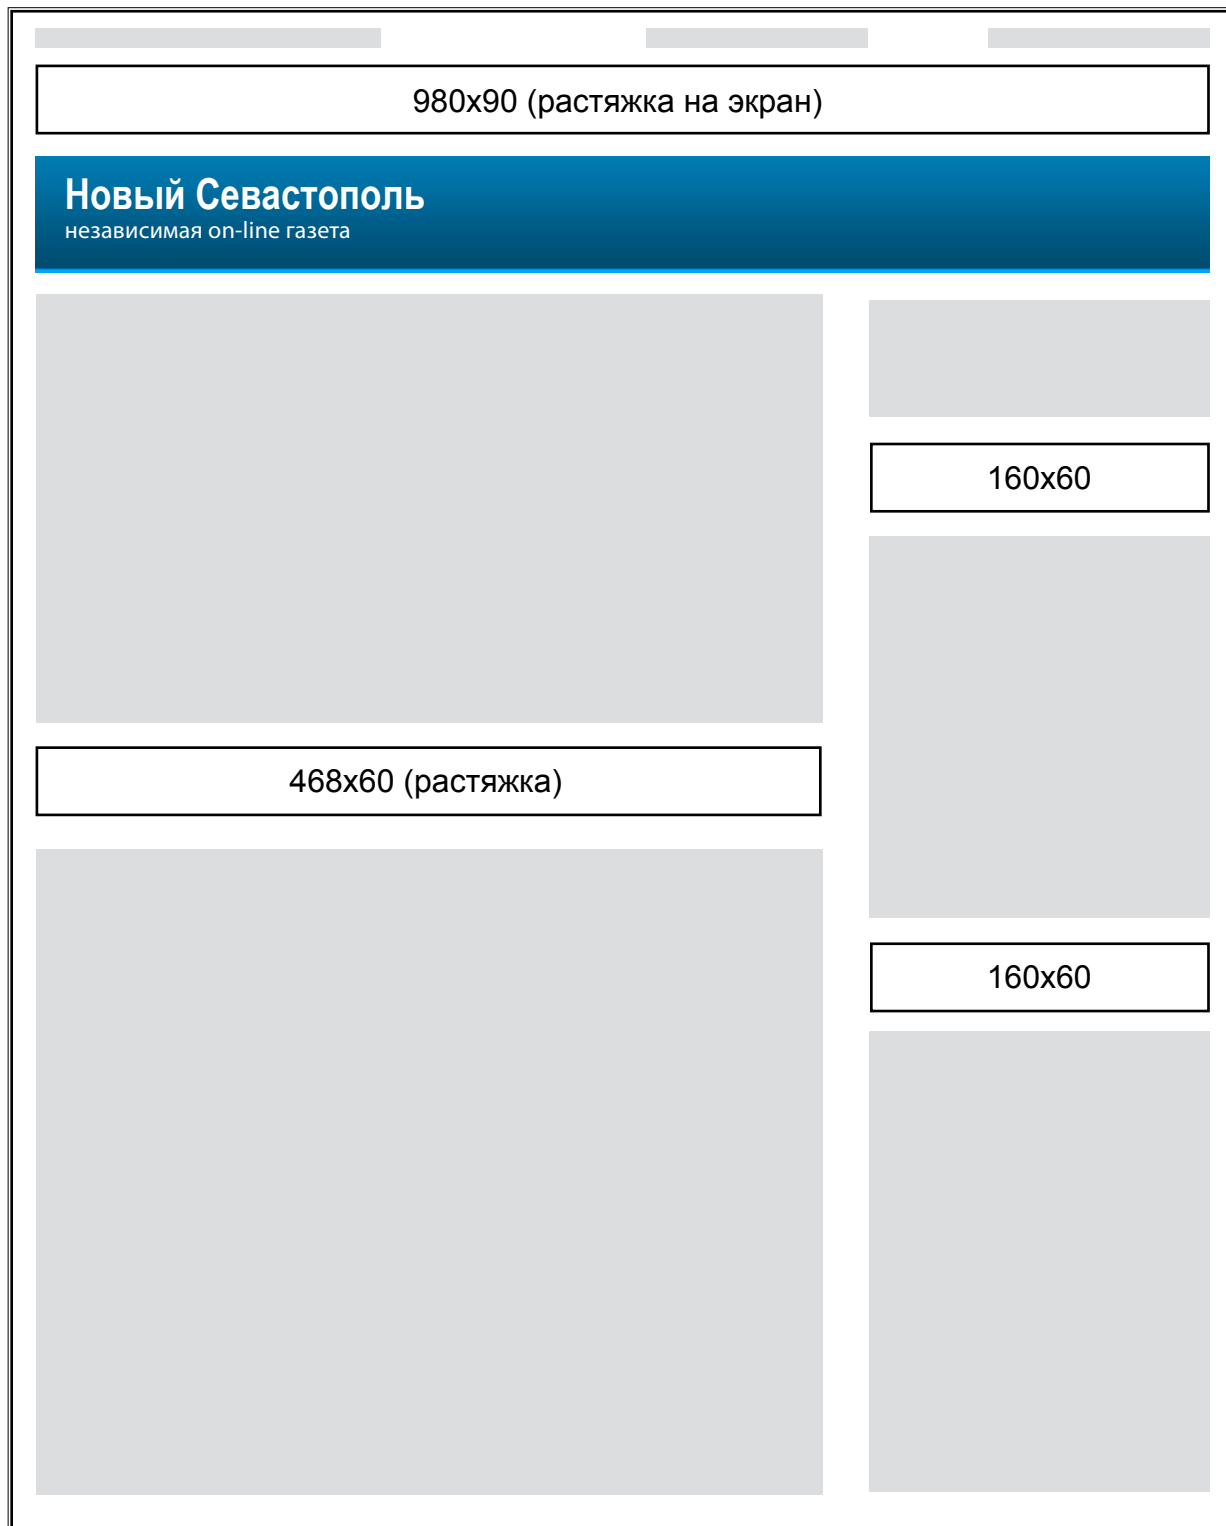 980x90 (растяжка на экран)
Новый Севастополь
независимая on-line газета
160x60
468x60 (растяжка)
160x60